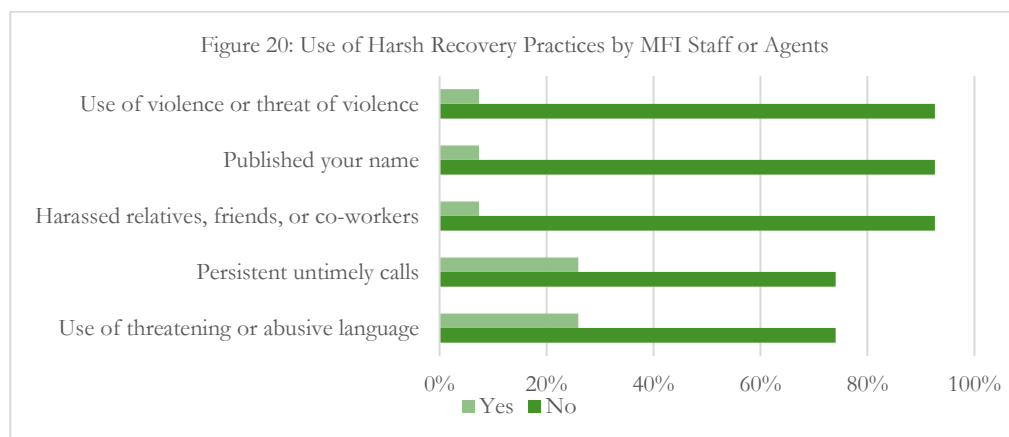 Figure 20: Use of Harsh Recovery Practices by MFI Staff or Agents
Use of violence or threat of violence
Published your name
Harassed relatives, friends, or co-workers
Persistent untimely calls
Use of threatening or abusive language
0% 20% 40% 60% 80% 100%
Yes No